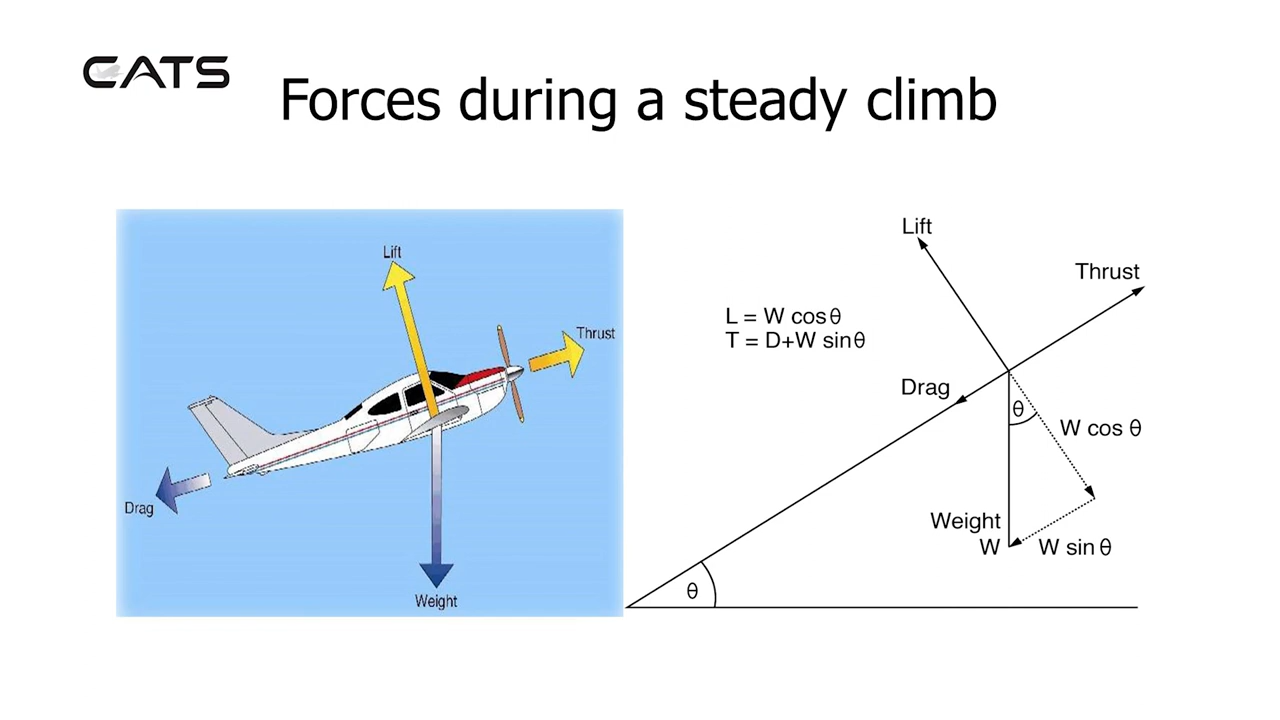 CATS
Forces during a steady climb
Lift
Thrust
Drag
Weight
Lift
Thrust
L = W cosθ
T = D+W sinθ
Drag
θ
W cos θ
Weight
W
W sin θ
θ